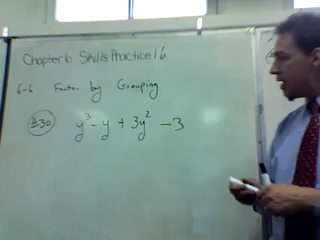 Chapter 6 Skills Practice 16
6-6 Factor by Grouping
#30 y³ - y + 3y² - 3